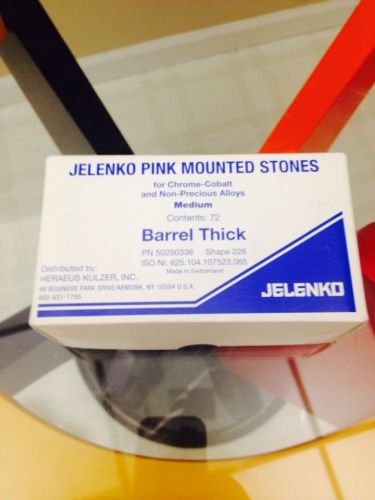 JELENKO PINK MOUNTED STONES
for Chrome-Cobalt
and Non-Precious Alloys
Medium
Contents: 72
Barrel Thick
PN 50250336 Shape 226
ISO Nr. 625.104.107523.065
Made in Switzerland
Distributed by:
HERAEUS KULZER, INC.
99 BUSINESS PARK DRIVE/ARMONK, NY 10504 U.S.A.
800-431-1785
JELENKO